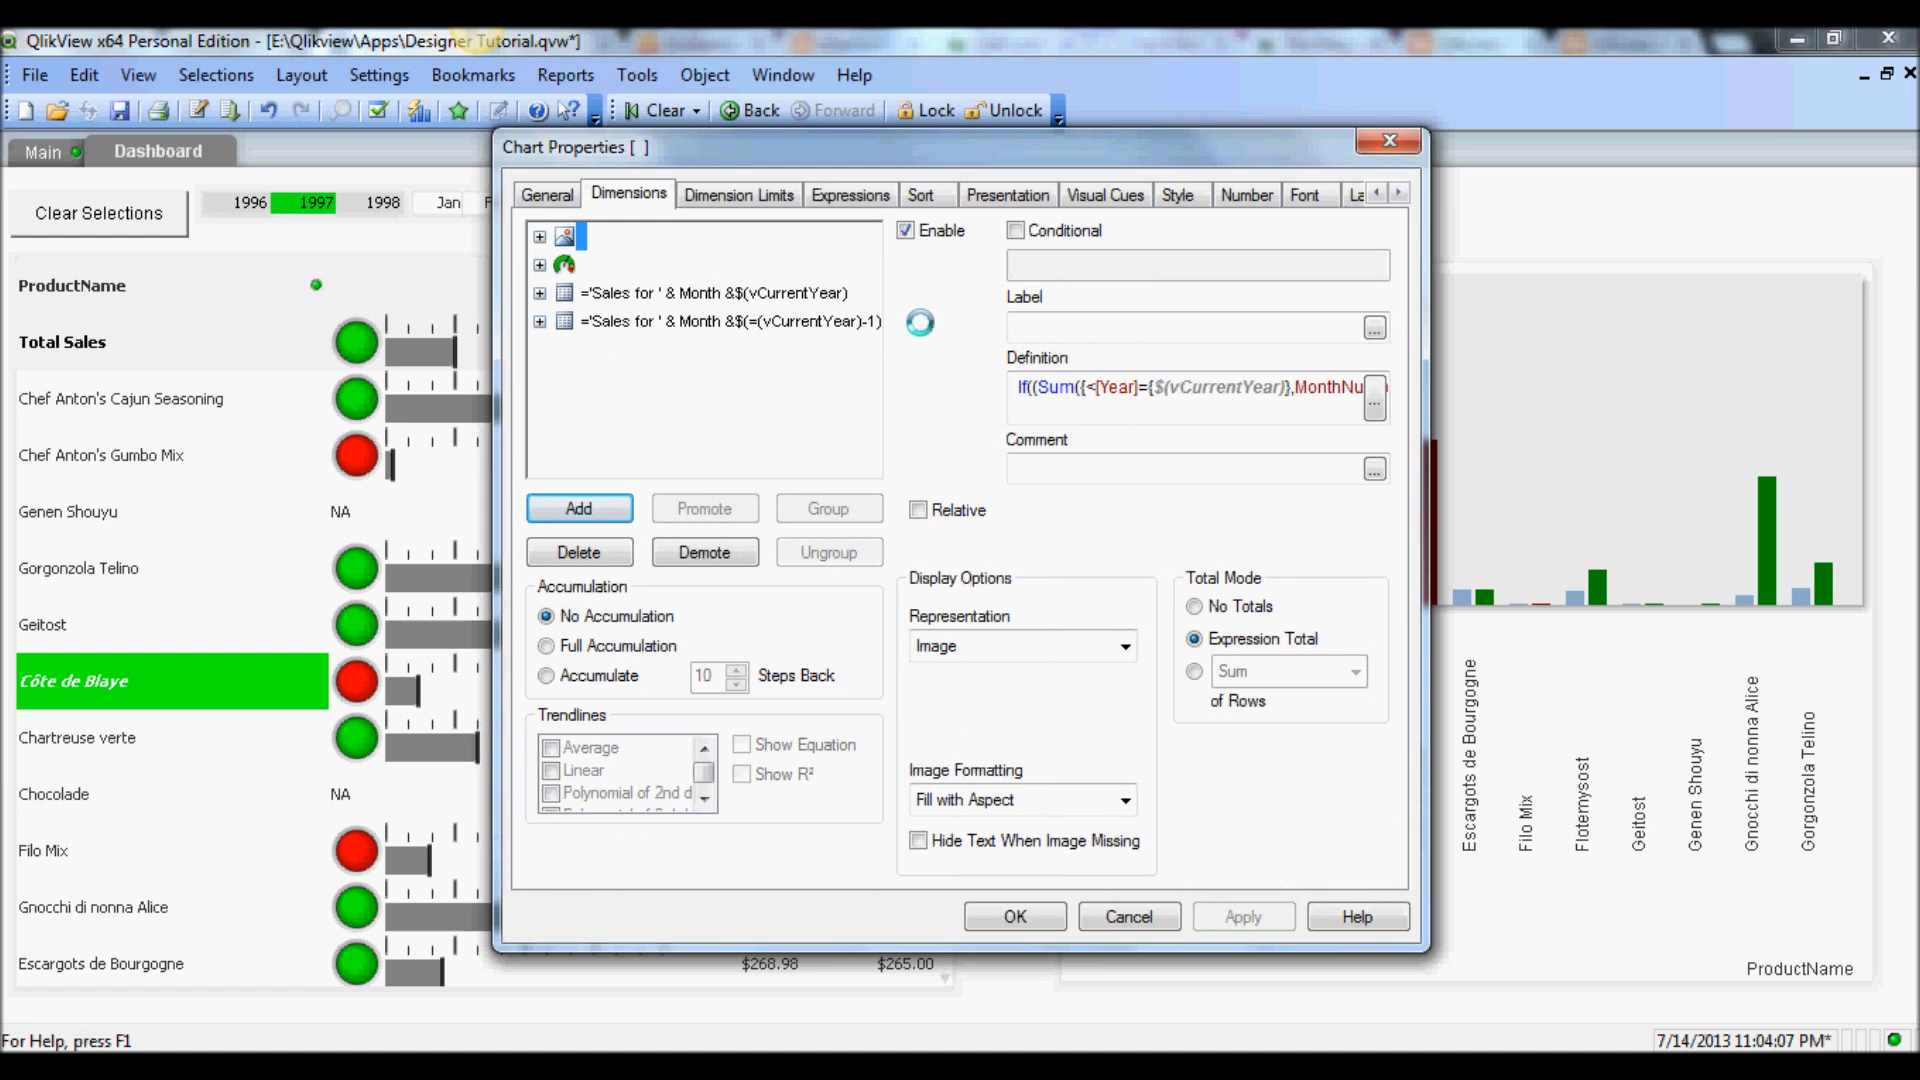 QlikView x64 Personal Edition - [E:\Qlikview\Apps\Designer Tutorial.qvw*]
File Edit View Selections Layout Settings Bookmarks Reports Tools Object Window Help
Clear Back Forward Lock Unlock
Main Dashboard
Chart Properties [ ]
General Dimensions Dimension Limits Expressions Sort Presentation Visual Cues Style Number Font
Clear Selections
1996 1997 1998 Jan
Enable Conditional
='Sales for ' & Month &$(vCurrentYear)
='Sales for ' & Month &$(=(vCurrentYear)-1)
Label
...
Definition
If((Sum({<[Year]={$(vCurrentYear)},MonthNu
...
Comment
...
Add Promote Group
Delete Demote Ungroup
Relative
Accumulation
No Accumulation
Full Accumulation
Accumulate 10 Steps Back
Trendlines
Average
Linear
Polynomial of 2nd d
Show Equation
Show R²
Display Options
Representation
Image
Image Formatting
Fill with Aspect
Hide Text When Image Missing
Total Mode
No Totals
Expression Total
Sum
of Rows
OK Cancel Apply Help
ProductName
Total Sales
Chef Anton's Cajun Seasoning
Chef Anton's Gumbo Mix
Genen Shouyu NA
Gorgonzola Telino
Geitost
Côte de Blaye
Chartreuse verte
Chocolade NA
Filo Mix
Gnocchi di nonna Alice
Escargots de Bourgogne $268.98 $265.00
Escargots de Bourgogne
Filo Mix
Flotemysost
Geitost
Genen Shouyu
Gnocchi di nonna Alice
Gorgonzola Telino
ProductName
For Help, press F1
7/14/2013 11:04:07 PM*